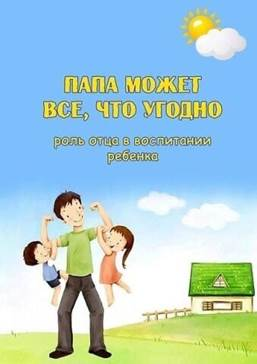 ПАПА МОЖЕТ
ВСЕ, ЧТО УГОДНО
роль отца в воспитании
ребенка